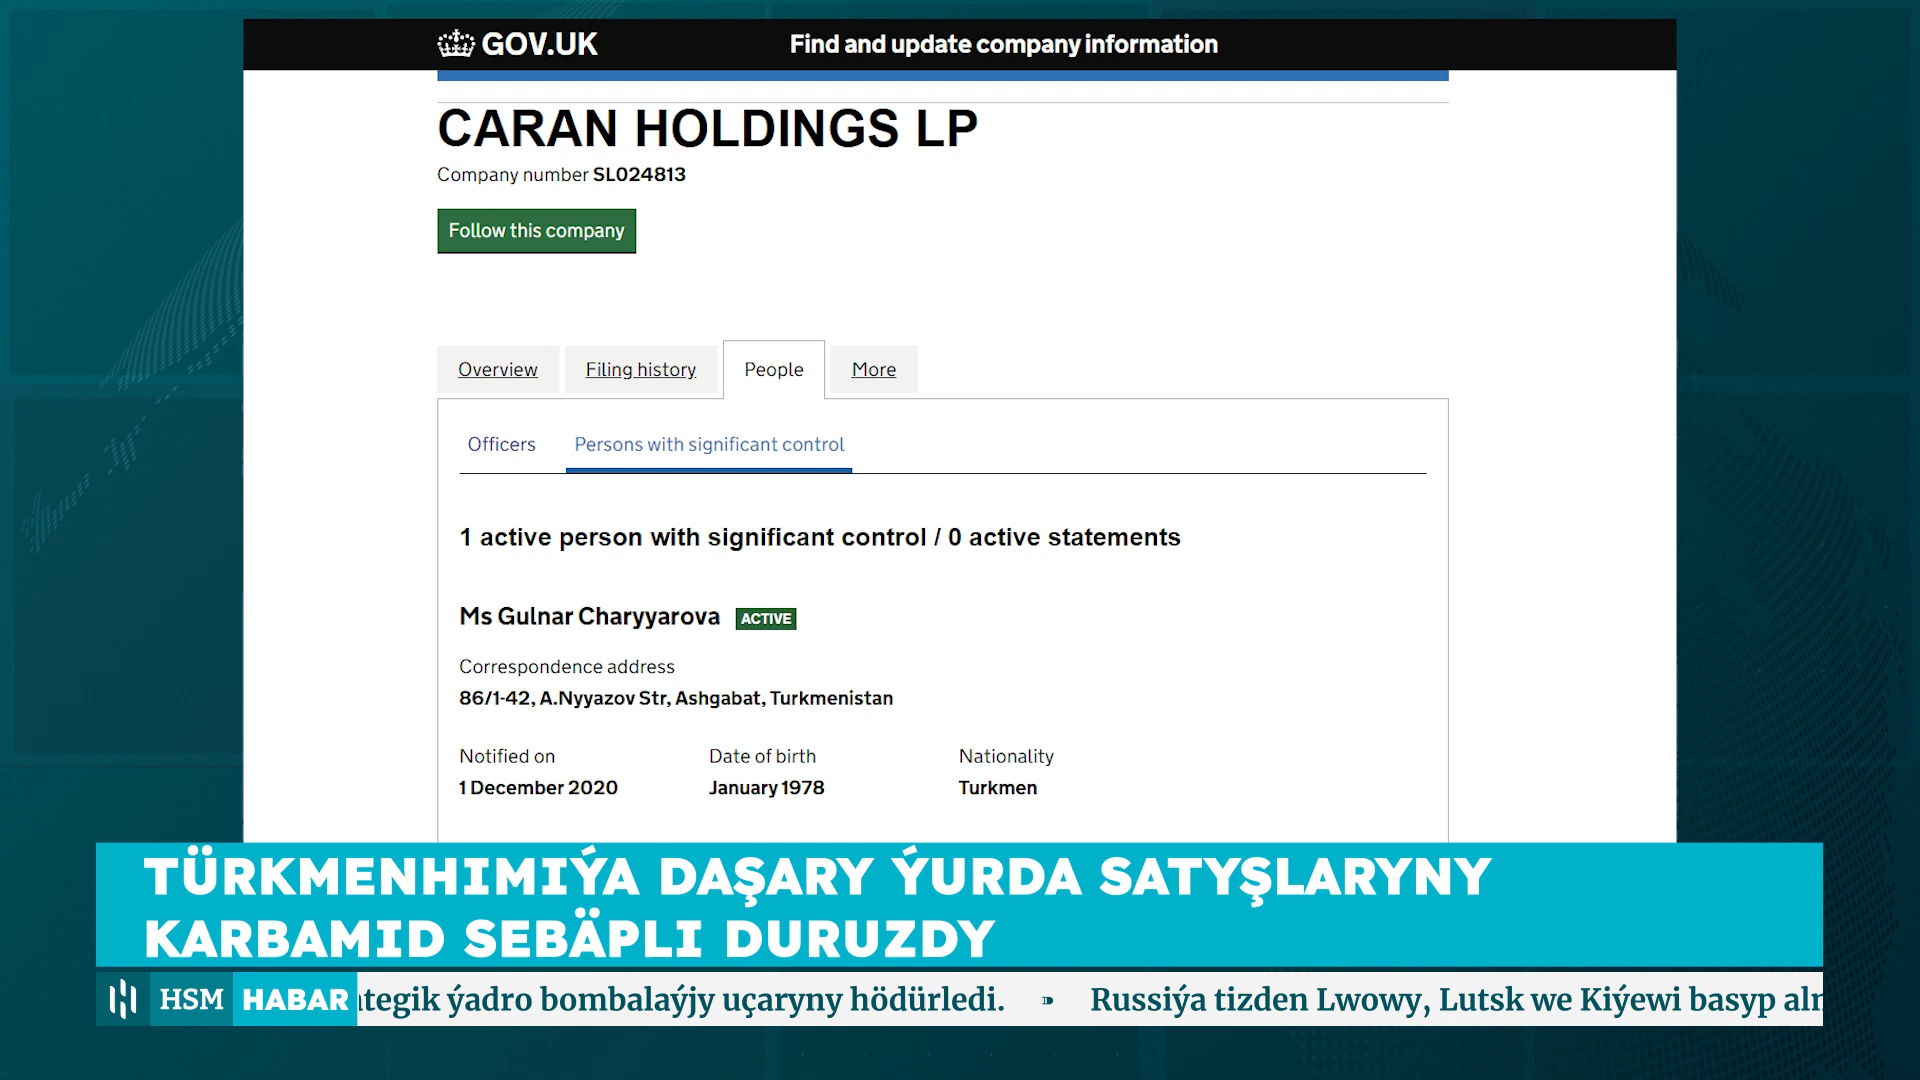 GOV.UK
Find and update company information
CARAN HOLDINGS LP
Company number SL024813
Follow this company
Overview
Filing history
People
More
Officers
Persons with significant control
1 active person with significant control / 0 active statements
Ms Gulnar Charyyarova ACTIVE
Correspondence address
86/1-42, A.Nyyazov Str, Ashgabat, Turkmenistan
Notified on
Date of birth
Nationality
1 December 2020
January 1978
Turkmen
TÜRKMENHIMIÝA DAŞARY ÝURDA SATYŞLARYNY
KARBAMID SEBÄPLI DURUZDY
HSM HABAR
ýadro bombalaýjy uçaryny hödürledi. Russiýa tizden Lwowy, Lutsk we Kiýewi basyp